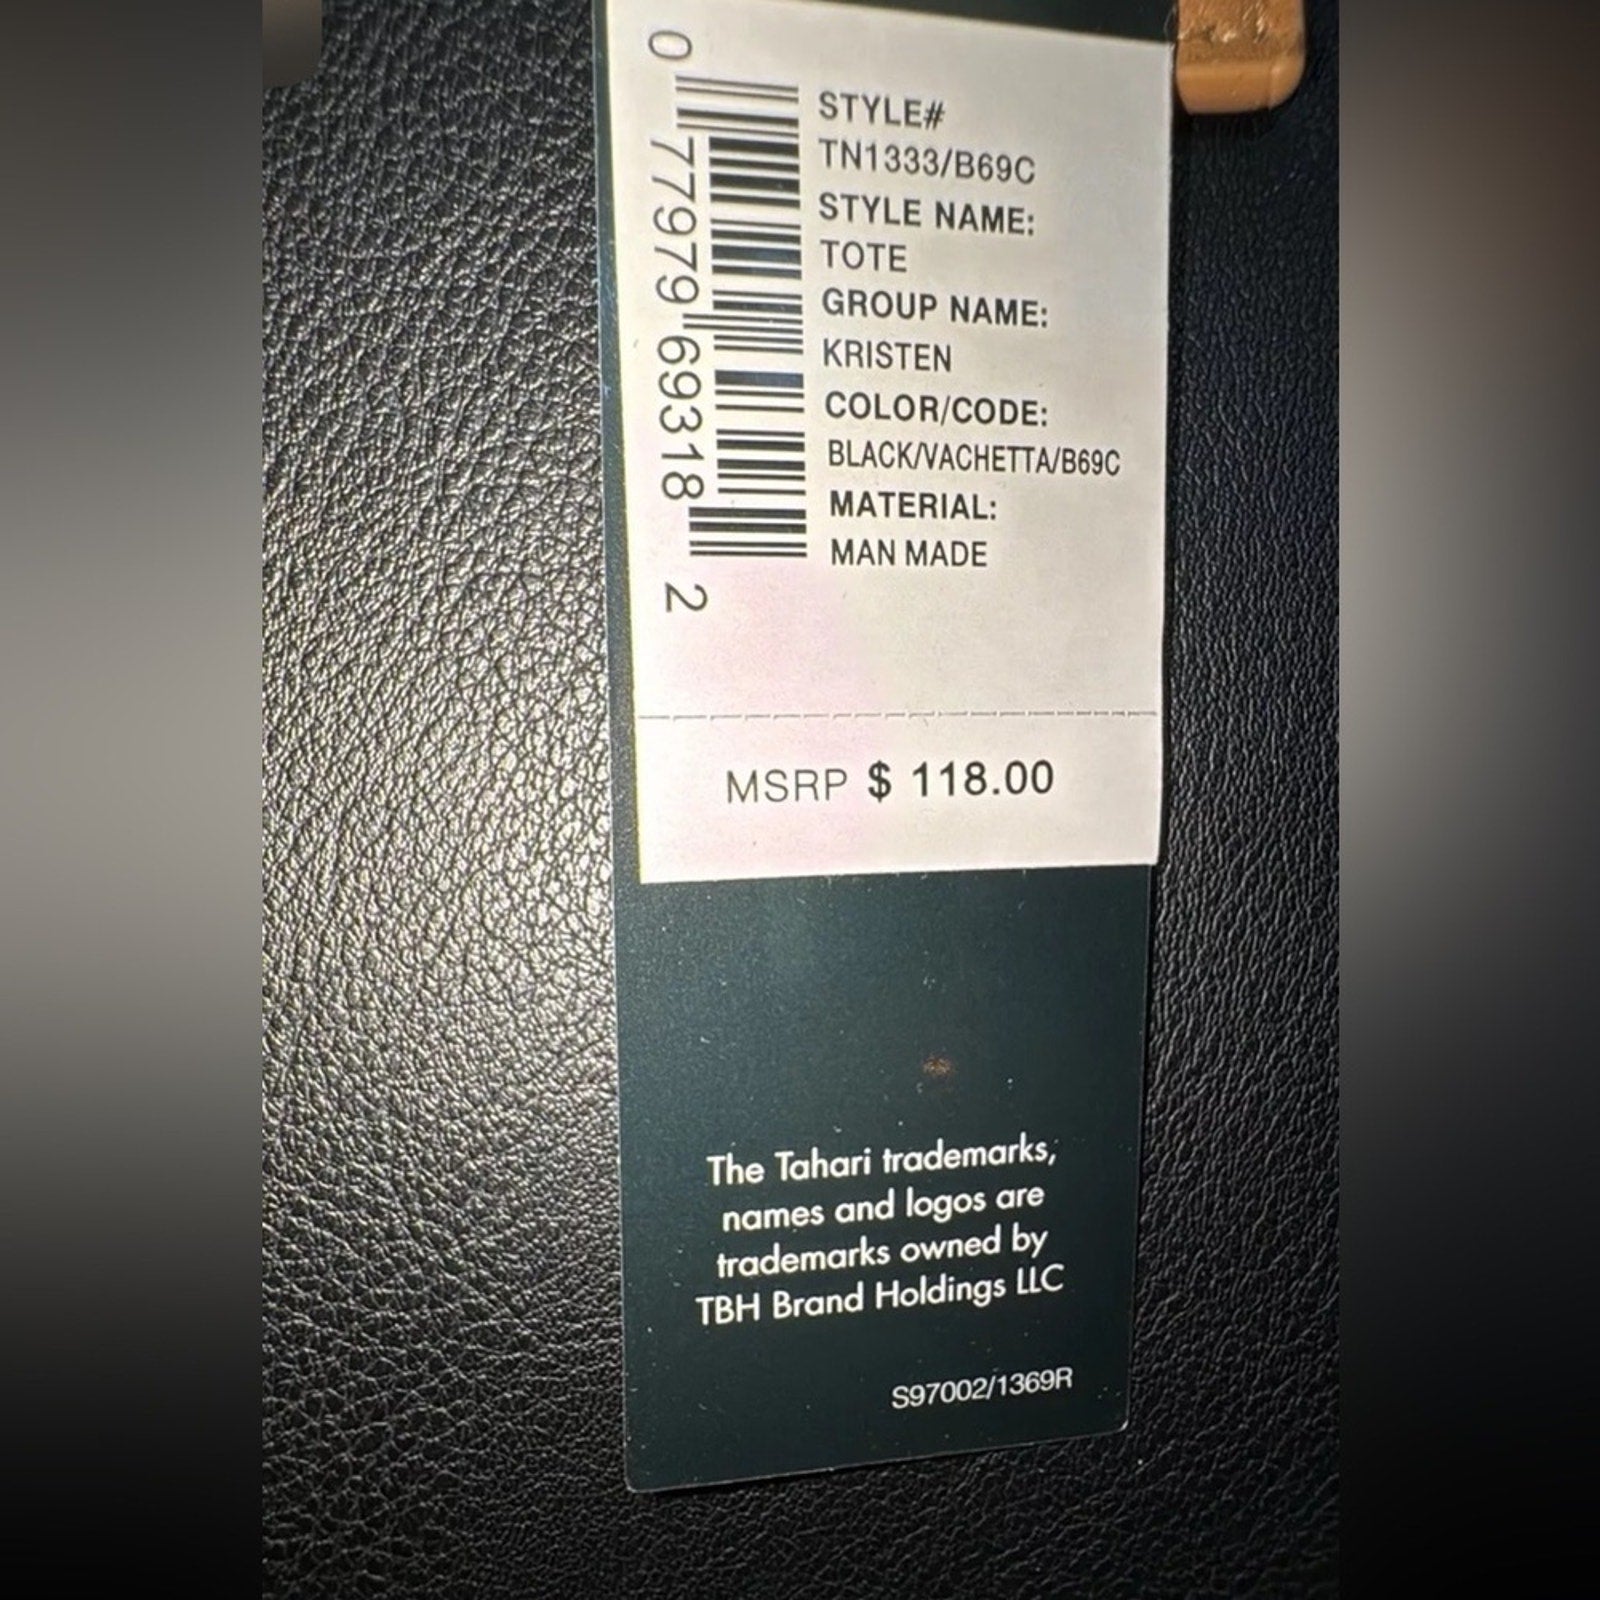 0 77979 69318 2
STYLE#
TN1333/B69C
STYLE NAME:
TOTE
GROUP NAME:
KRISTEN
COLOR/CODE:
BLACK/VACHETTA/B69C
MATERIAL:
MAN MADE
MSRP $ 118.00
The Tahari trademarks,
names and logos are
trademarks owned by
TBH Brand Holdings LLC
S97002/1369R